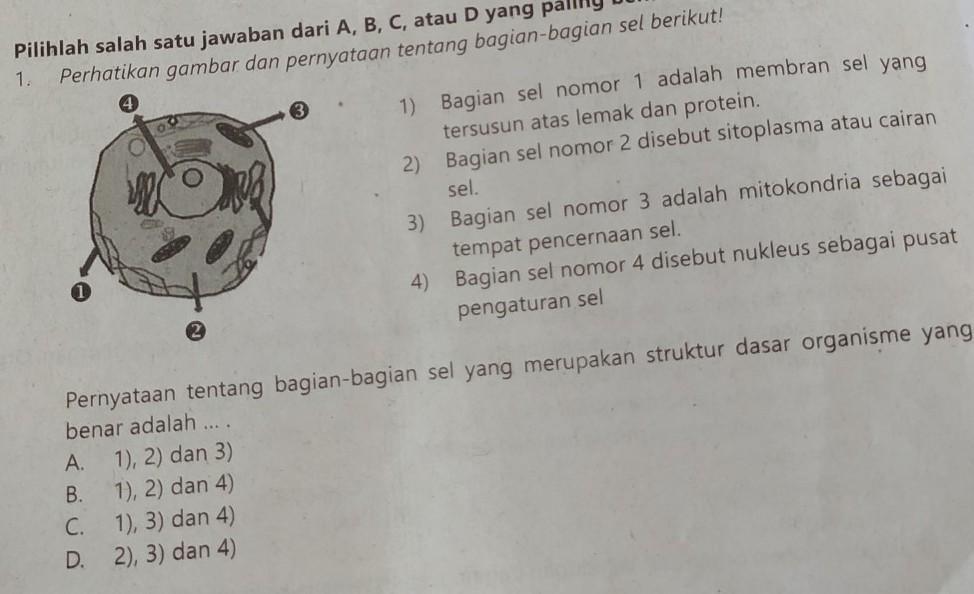 Pilihlah salah satu jawaban dari A, B, C, atau D yang paling
1. Perhatikan gambar dan pernyataan tentang bagian-bagian sel berikut!
4
3
1
2
1) Bagian sel nomor 1 adalah membran sel yang
tersusun atas lemak dan protein.
2) Bagian sel nomor 2 disebut sitoplasma atau cairan
sel.
3) Bagian sel nomor 3 adalah mitokondria sebagai
tempat pencernaan sel.
4) Bagian sel nomor 4 disebut nukleus sebagai pusat
pengaturan sel
Pernyataan tentang bagian-bagian sel yang merupakan struktur dasar organisme yang
benar adalah ... .
A. 1), 2) dan 3)
B. 1), 2) dan 4)
C. 1), 3) dan 4)
D. 2), 3) dan 4)